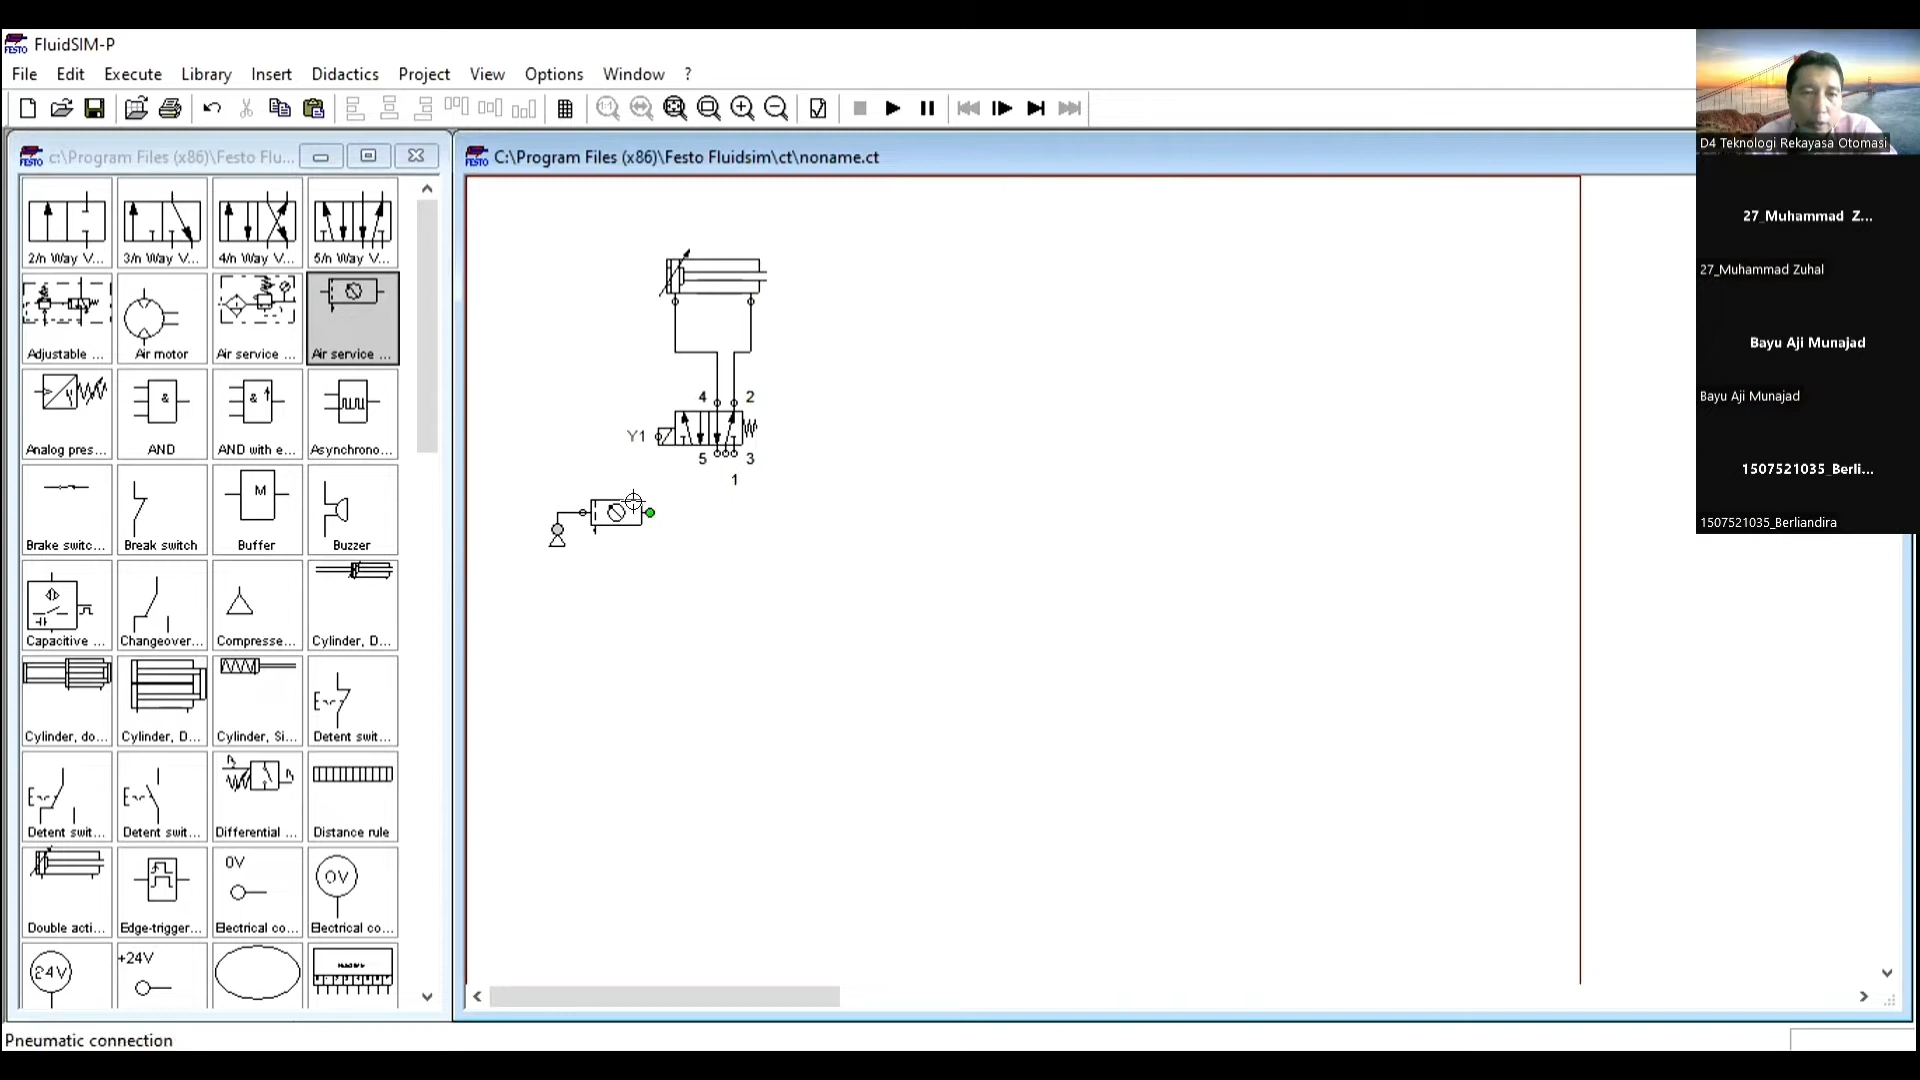 FluidSIM-P
File Edit Execute Library Insert Didactics Project View Options Window ?
c:\Program Files (x86)\Festo Flu...
C:\Program Files (x86)\Festo Fluidsim\ct\noname.ct
2/n Way V... 3/n Way V... 4/n Way V... 5/n Way V...
Adjustable ... Air motor Air service ... Air service ...
Analog pres... AND AND with e... Asynchrono...
Brake switc... Break switch Buffer Buzzer
Capacitive ... Changeover... Compresse... Cylinder, D...
Cylinder, do... Cylinder, D... Cylinder, Si... Detent swit...
Detent swit... Detent swit... Differential ... Distance rule
Double acti... Edge-trigger... Electrical co... Electrical co...
& & M 0V 0V 24V +24V
4 2
Y1
5 3
1
D4 Teknologi Rekayasa Otomasi
27_Muhammad Z...
27_Muhammad Zuhal
Bayu Aji Munajad
Bayu Aji Munajad
1507521035_Berli...
1507521035_Berliandira
Pneumatic connection